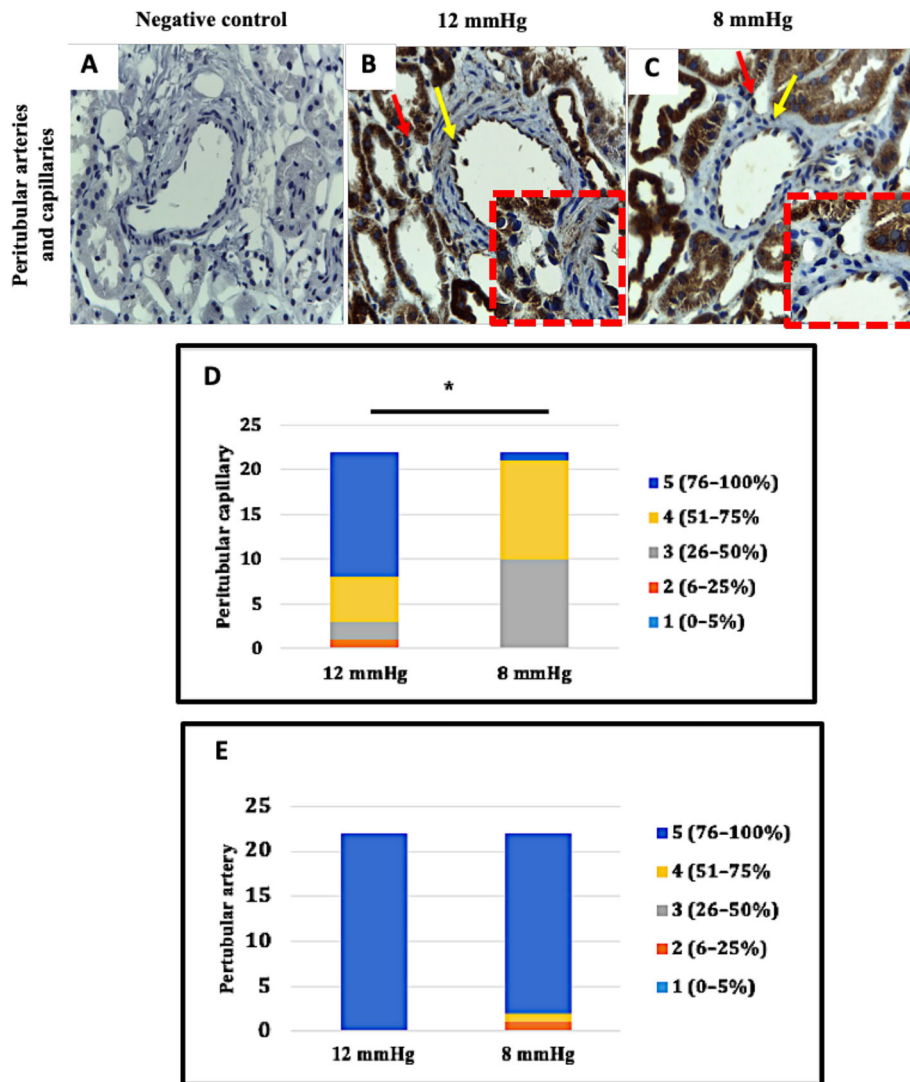 Negative control
12 mmHg
8 mmHg
Peritubular arteries
and capillaries
A
B
C
D
*
Peritubular capillary
25
20
15
10
5
0
12 mmHg
8 mmHg
5 (76–100%)
4 (51–75%
3 (26–50%)
2 (6–25%)
1 (0–5%)
E
Pertubular artery
25
20
15
10
5
0
12 mmHg
8 mmHg
5 (76–100%)
4 (51–75%
3 (26–50%)
2 (6–25%)
1 (0–5%)